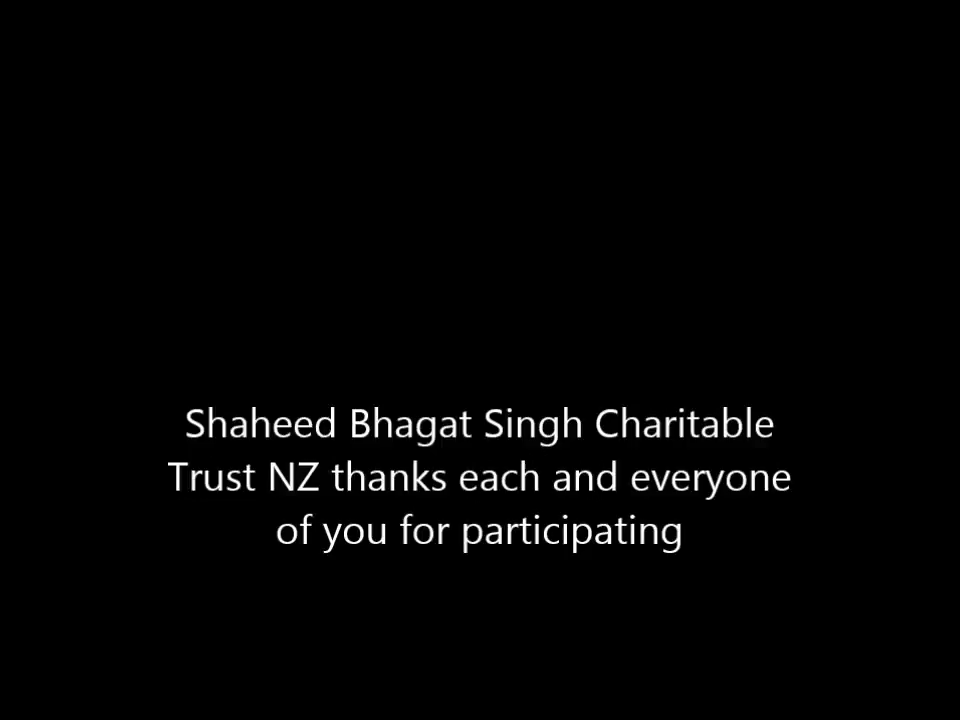 Shaheed Bhagat Singh Charitable
Trust NZ thanks each and everyone
of you for participating